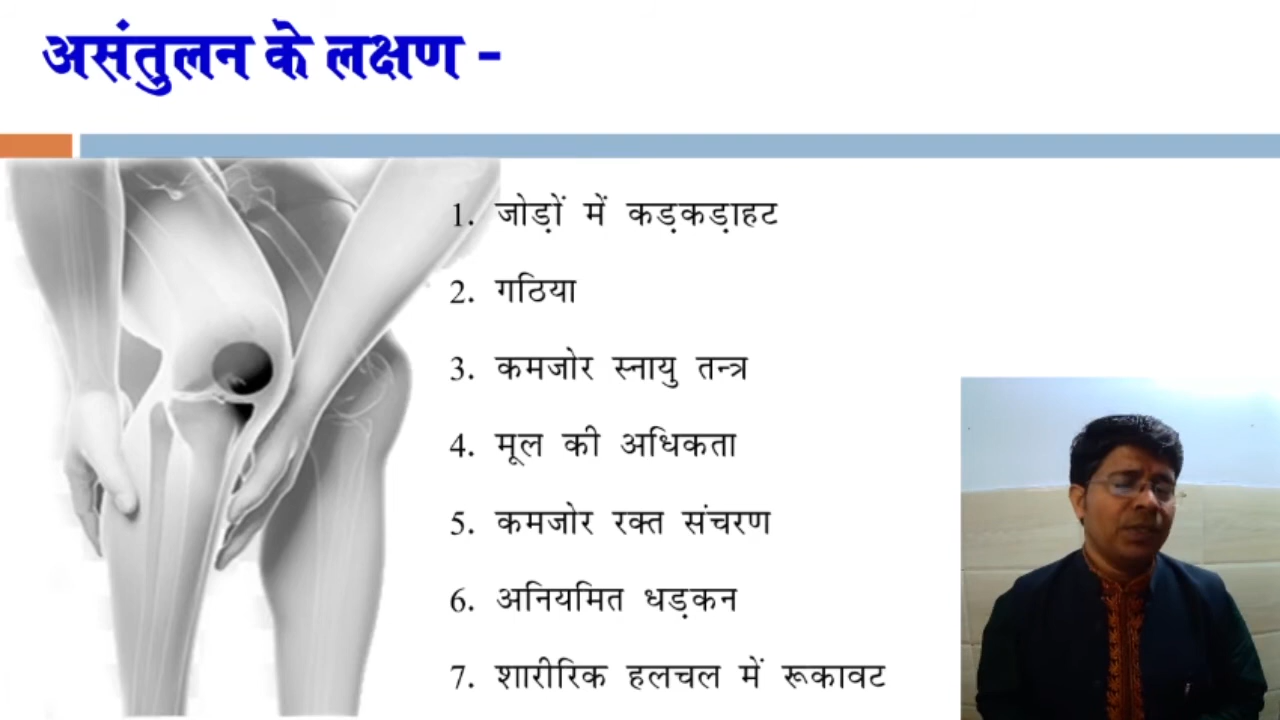 असंतुलन के लक्षण -
1. जोड़ों में कड़कड़ाहट
2. गठिया
3. कमजोर स्नायु तन्त्र
4. मूल की अधिकता
5. कमजोर रक्त संचरण
6. अनियमित धड़कन
7. शारीरिक हलचल में रूकावट